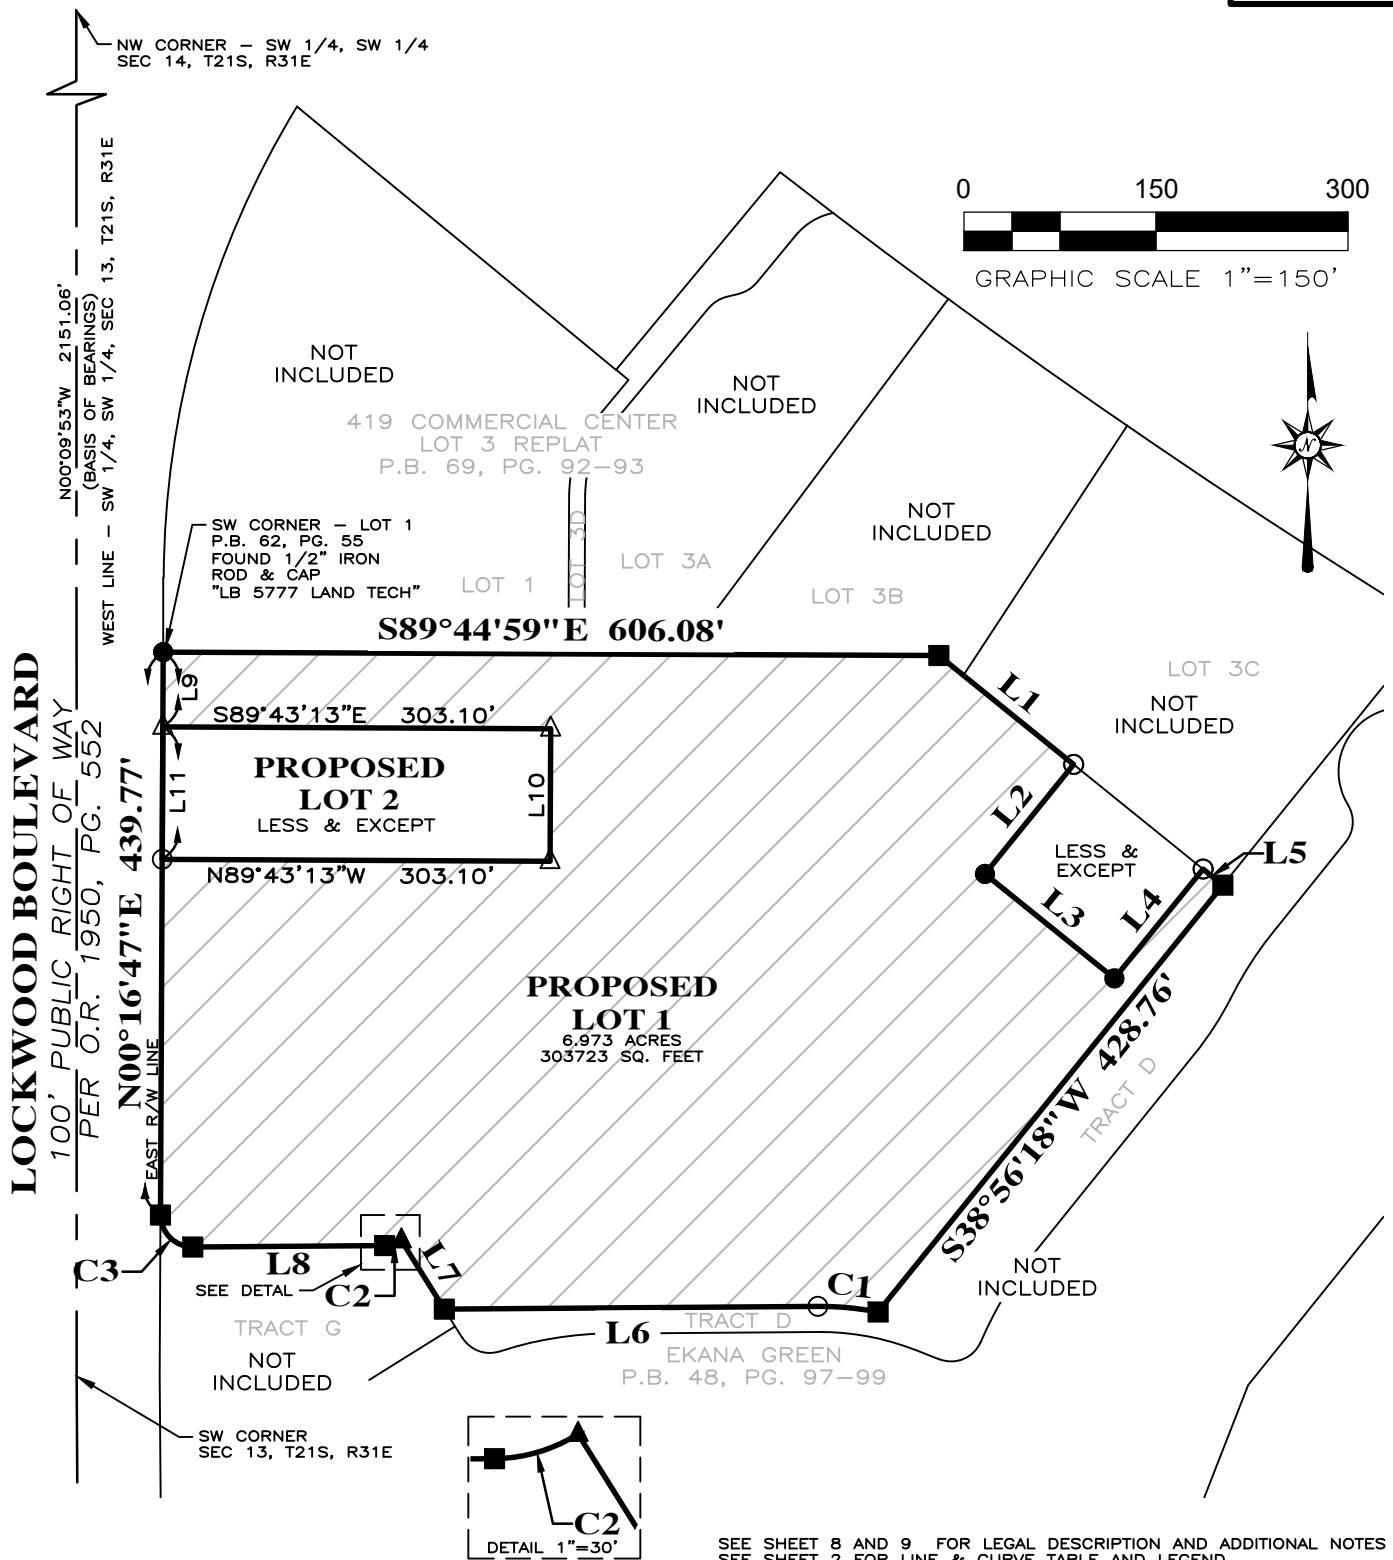 NW CORNER – SW 1/4, SW 1/4
SEC 14, T21S, R31E
0 150 300
GRAPHIC SCALE 1"=150'
N00°09'53"W 2151.06'
(BASIS OF BEARINGS)
WEST LINE – SW 1/4, SW 1/4, SEC 13, T21S, R31E
NOT
INCLUDED
NOT
INCLUDED
419 COMMERCIAL CENTER
LOT 3 REPLAT
P.B. 69, PG. 92–93
N
SW CORNER – LOT 1
P.B. 62, PG. 55
FOUND 1/2" IRON
ROD & CAP
"LB 5777 LAND TECH"
NOT
INCLUDED
LOT 1
LOT 3D
LOT 3A
LOT 3B
S89°44'59"E 606.08'
LOT 3C
NOT
INCLUDED
L9
L1
S89°43'13"E 303.10'
L11
PROPOSED
LOT 2
LESS & EXCEPT
L10
N89°43'13"W 303.10'
L2
LESS &
EXCEPT
L5
L3
L4
LOCKWOOD BOULEVARD
100' PUBLIC RIGHT OF WAY
PER O.R. 1950, PG. 552
N00°16'47"E 439.77'
EAST R/W LINE
PROPOSED
LOT 1
6.973 ACRES
303723 SQ. FEET
S38°56'18"W 428.76'
TRACT D
C3
L8
SEE DETAL
C2
L7
C1
NOT
INCLUDED
TRACT G
NOT
INCLUDED
L6
TRACT D
EKANA GREEN
P.B. 48, PG. 97–99
SW CORNER
SEC 13, T21S, R31E
C2
DETAIL 1"=30'
SEE SHEET 8 AND 9 FOR LEGAL DESCRIPTION AND ADDITIONAL NOTES
SEE SHEET 2 FOR LINE & CURVE TABLE AND LEGEND